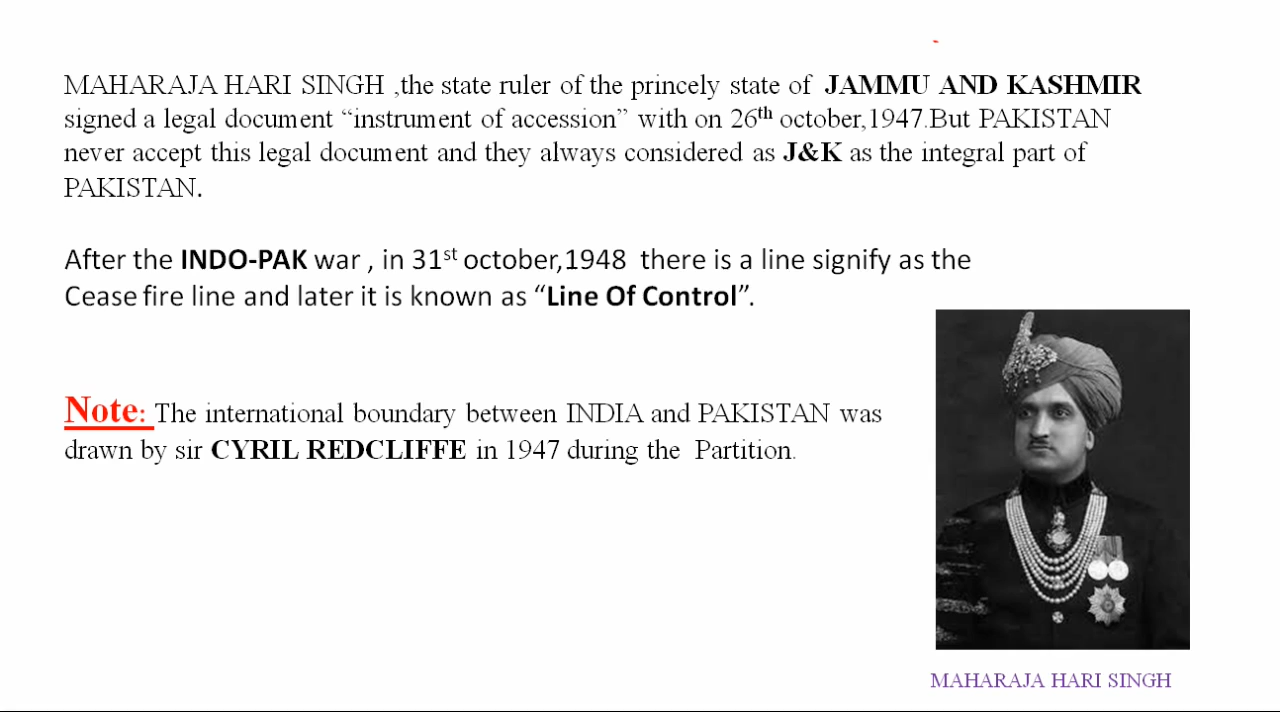 MAHARAJA HARI SINGH ,the state ruler of the princely state of JAMMU AND KASHMIR
signed a legal document “instrument of accession” with on 26th october,1947.But PAKISTAN
never accept this legal document and they always considered as J&K as the integral part of
PAKISTAN.
After the INDO-PAK war , in 31st october,1948 there is a line signify as the
Cease fire line and later it is known as “Line Of Control”.
Note: The international boundary between INDIA and PAKISTAN was
drawn by sir CYRIL REDCLIFFE in 1947 during the Partition.
MAHARAJA HARI SINGH